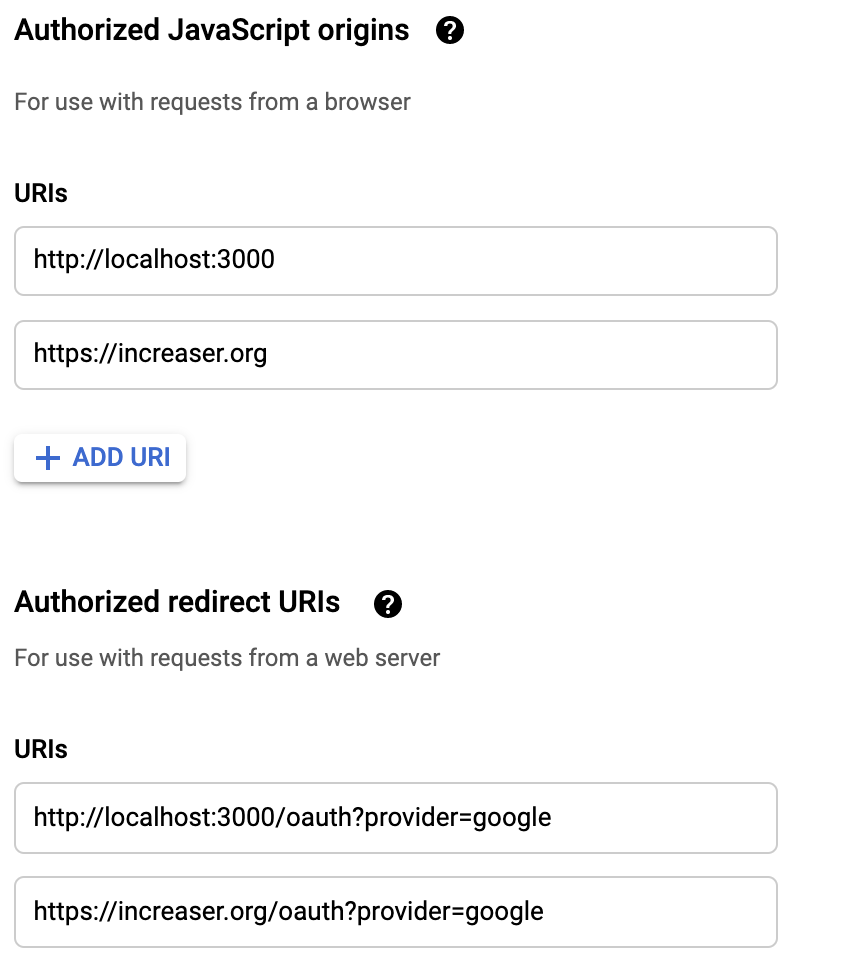 Authorized JavaScript origins
For use with requests from a browser
URIs
http://localhost:3000
https://increaser.org
ADD URI
Authorized redirect URIs
For use with requests from a web server
URIs
http://localhost:3000/oauth?provider=google
https://increaser.org/oauth?provider=google